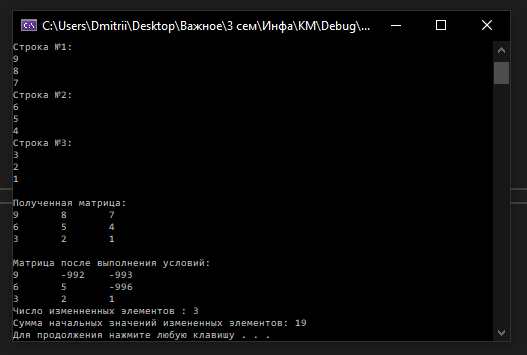 C:\Users\Dmitrii\Desktop\Важное\3 сем\Инфа\KM\Debug\...
Строка №1:
9
8
7
Строка №2:
6
5
4
Строка №3:
3
2
1
Полученная матрица:
9 8 7
6 5 4
3 2 1
Матрица после выполнения условий:
9 -992 -993
6 5 -996
3 2 1
Число измененных элементов : 3
Сумма начальных значений измененных элементов: 19
Для продолжения нажмите любую клавишу . . .